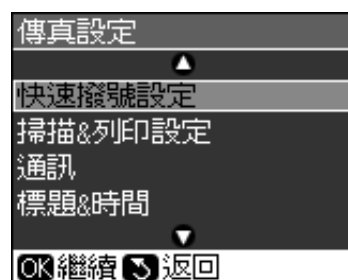 傳真設定
快速撥號設定
掃描&列印設定
通訊
標題&時間
OK繼續 返回